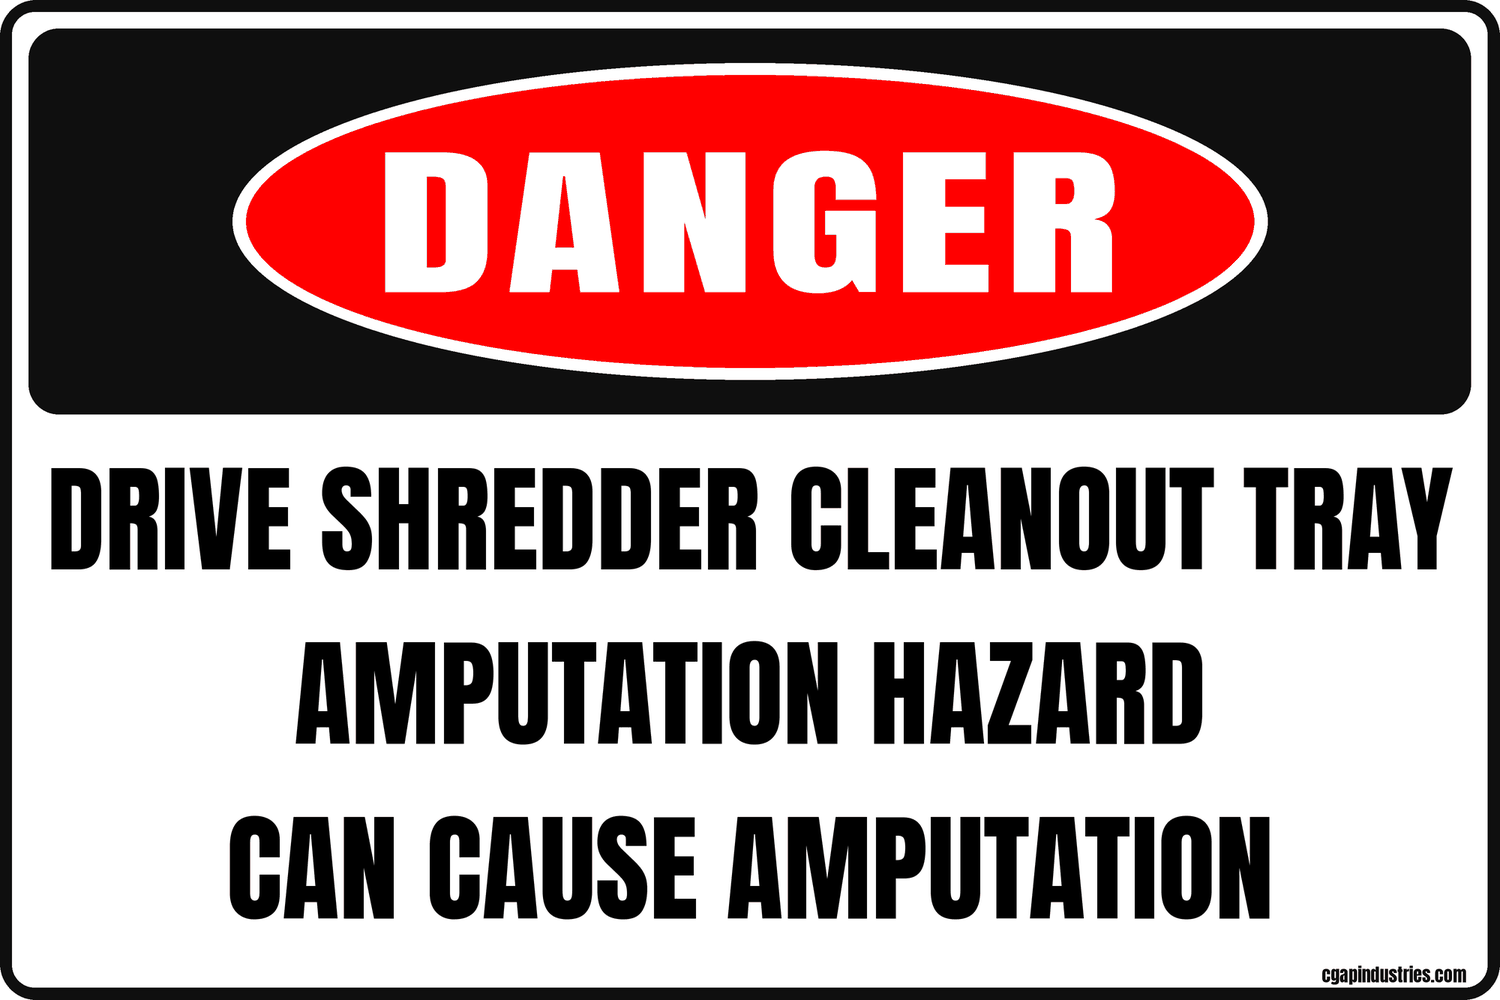 DANGER
DRIVE SHREDDER CLEANOUT TRAY
AMPUTATION HAZARD
CAN CAUSE AMPUTATION
cgapindustries.com